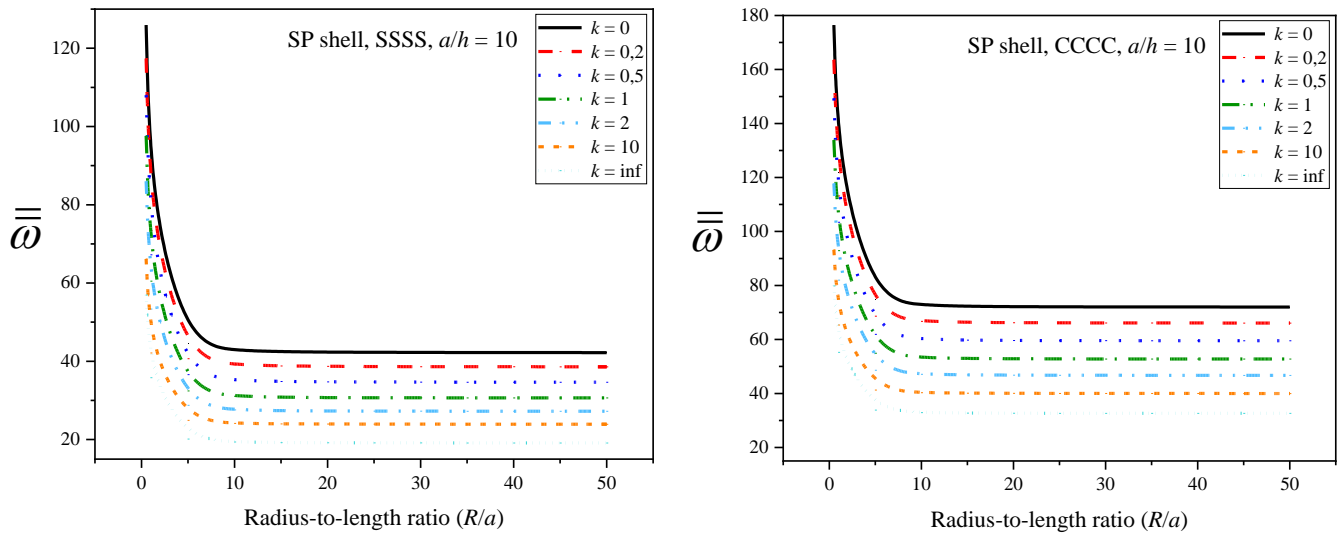 SP shell, SSSS, a/h = 10
k = 0
k = 0,2
k = 0,5
k = 1
k = 2
k = 10
k = inf
120
100
80
60
40
20
ω
0
10
20
30
40
50
Radius-to-length ratio (R/a)
SP shell, CCCC, a/h = 10
k = 0
k = 0,2
k = 0,5
k = 1
k = 2
k = 10
k = inf
180
160
140
120
100
80
60
40
20
ω
0
10
20
30
40
50
Radius-to-length ratio (R/a)